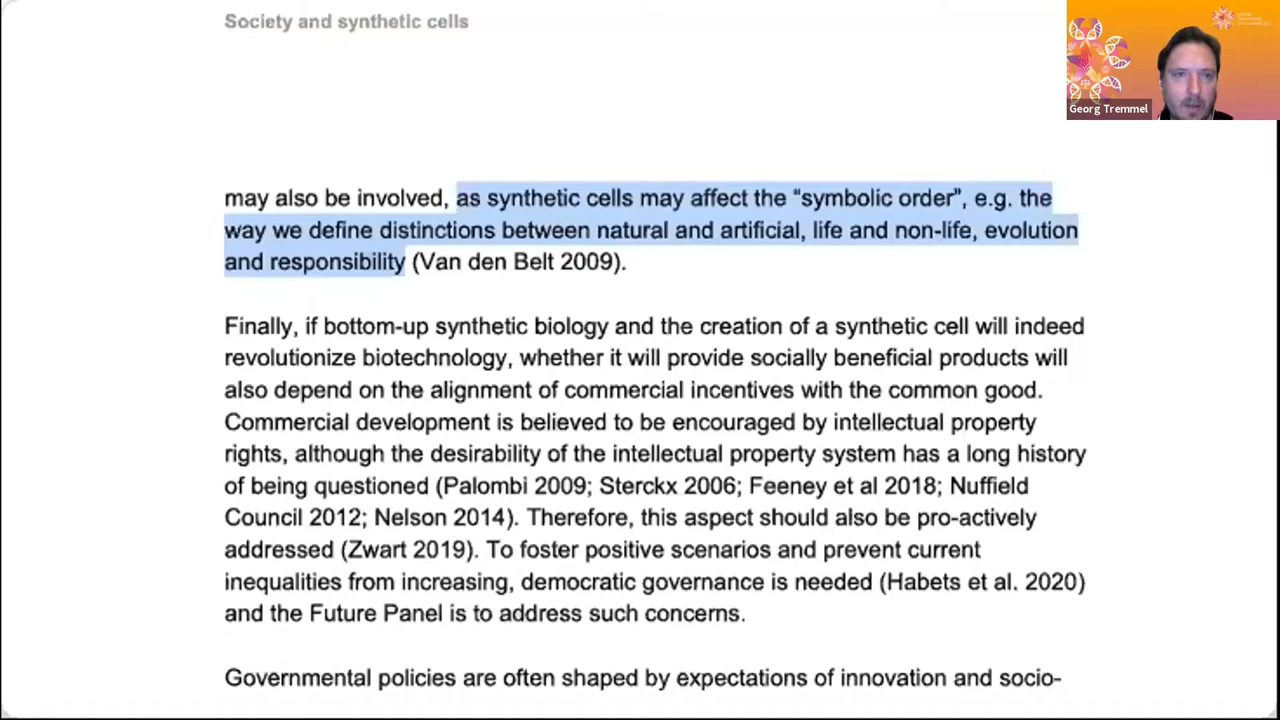 Society and synthetic cells
Georg Tremmel
may also be involved, as synthetic cells may affect the “symbolic order”, e.g. the
way we define distinctions between natural and artificial, life and non-life, evolution
and responsibility (Van den Belt 2009).
Finally, if bottom-up synthetic biology and the creation of a synthetic cell will indeed
revolutionize biotechnology, whether it will provide socially beneficial products will
also depend on the alignment of commercial incentives with the common good.
Commercial development is believed to be encouraged by intellectual property
rights, although the desirability of the intellectual property system has a long history
of being questioned (Palombi 2009; Sterckx 2006; Feeney et al 2018; Nuffield
Council 2012; Nelson 2014). Therefore, this aspect should also be pro-actively
addressed (Zwart 2019). To foster positive scenarios and prevent current
inequalities from increasing, democratic governance is needed (Habets et al. 2020)
and the Future Panel is to address such concerns.
Governmental policies are often shaped by expectations of innovation and socio-